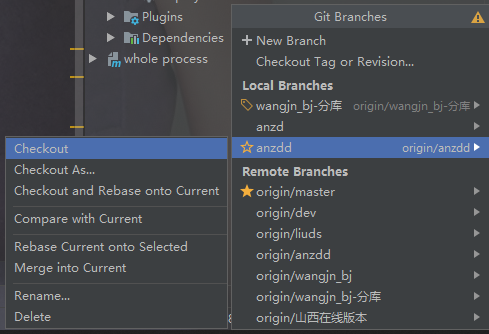 Plugins
Dependencies
whole process
Git Branches
New Branch
Checkout Tag or Revision...
Local Branches
wangjn_bj-分库 origin/wangjn_bj-分库
anzd
anzdd origin/anzdd
Remote Branches
origin/master
origin/dev
origin/liuds
origin/anzdd
origin/wangjn_bj
origin/wangjn_bj-分库
origin/山西在线版本
Checkout
Checkout As...
Checkout and Rebase onto Current
Compare with Current
Rebase Current onto Selected
Merge into Current
Rename...
Delete